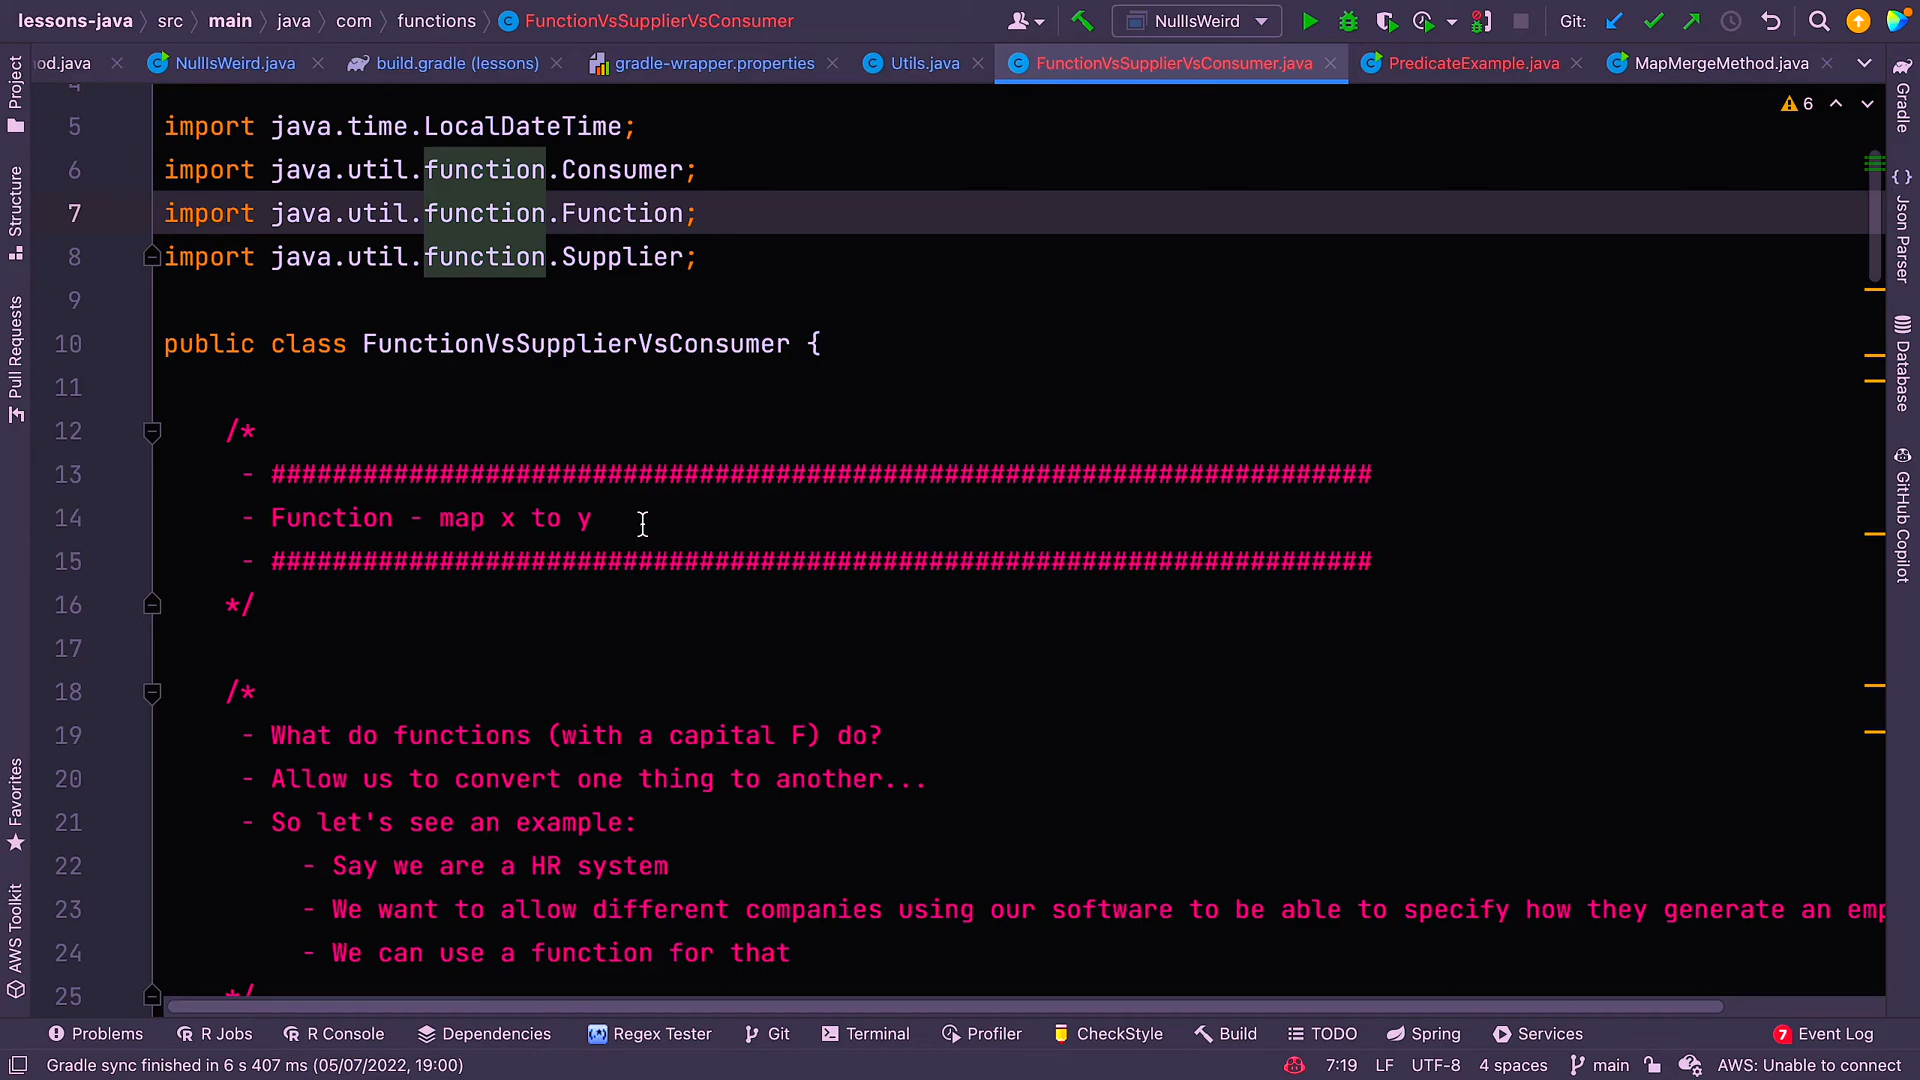 lessons-java src main java com functions FunctionVsSupplierVsConsumer NullIsWeird Git:
od.java NullIsWeird.java build.gradle (lessons) gradle-wrapper.properties Utils.java FunctionVsSupplierVsConsumer.java PredicateExample.java MapMergeMethod.java
Project
Structure
Pull Requests
Favorites
AWS Toolkit
6
4
5 import java.time.LocalDateTime;
6 import java.util.function.Consumer;
7 import java.util.function.Function;
8 import java.util.function.Supplier;
9
10 public class FunctionVsSupplierVsConsumer {
11
12 /*
13 - ########################################################################
14 - Function - map x to y
15 - ########################################################################
16 */
17
18 /*
19 - What do functions (with a capital F) do?
20 - Allow us to convert one thing to another...
21 - So let's see an example:
22 - Say we are a HR system
23 - We want to allow different companies using our software to be able to specify how they generate an emp
24 - We can use a function for that
25 */
Gradle
{} Json Parser
Database
GitHub Copilot
Problems R Jobs R Console Dependencies Regex Tester Git Terminal Profiler CheckStyle Build TODO Spring Services 7 Event Log
Gradle sync finished in 6 s 407 ms (05/07/2022, 19:00) 7:19 LF UTF-8 4 spaces main AWS: Unable to connect